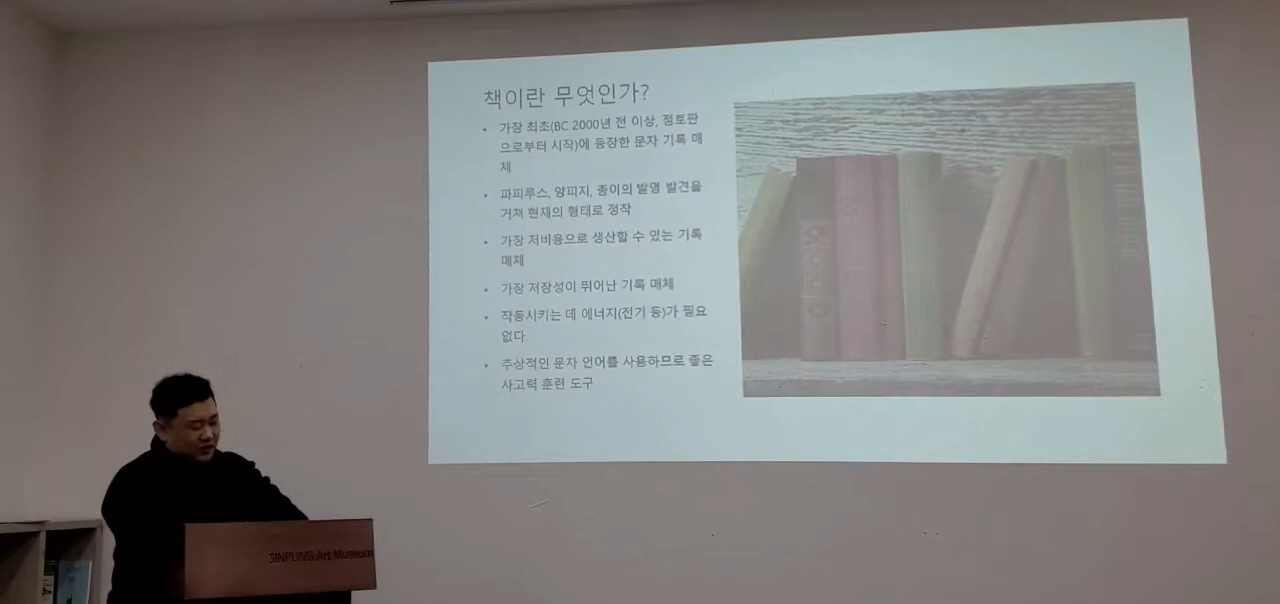 책이란 무엇인가?
• 가장 최초(BC 2000년 전 이상, 점토판
으로부터 시작)에 등장한 문자 기록 매
체
• 파피루스, 양피지, 종이의 발명 발견을
거쳐 현재의 형태로 정착
• 가장 저비용으로 생산할 수 있는 기록
매체
• 가장 저장성이 뛰어난 기록 매체
• 작동시키는 데 에너지(전기 등)가 필요
없다.
• 추상적인 문자 언어를 사용하므로 좋은
사고력 훈련 도구
SINPUNG Art Museum